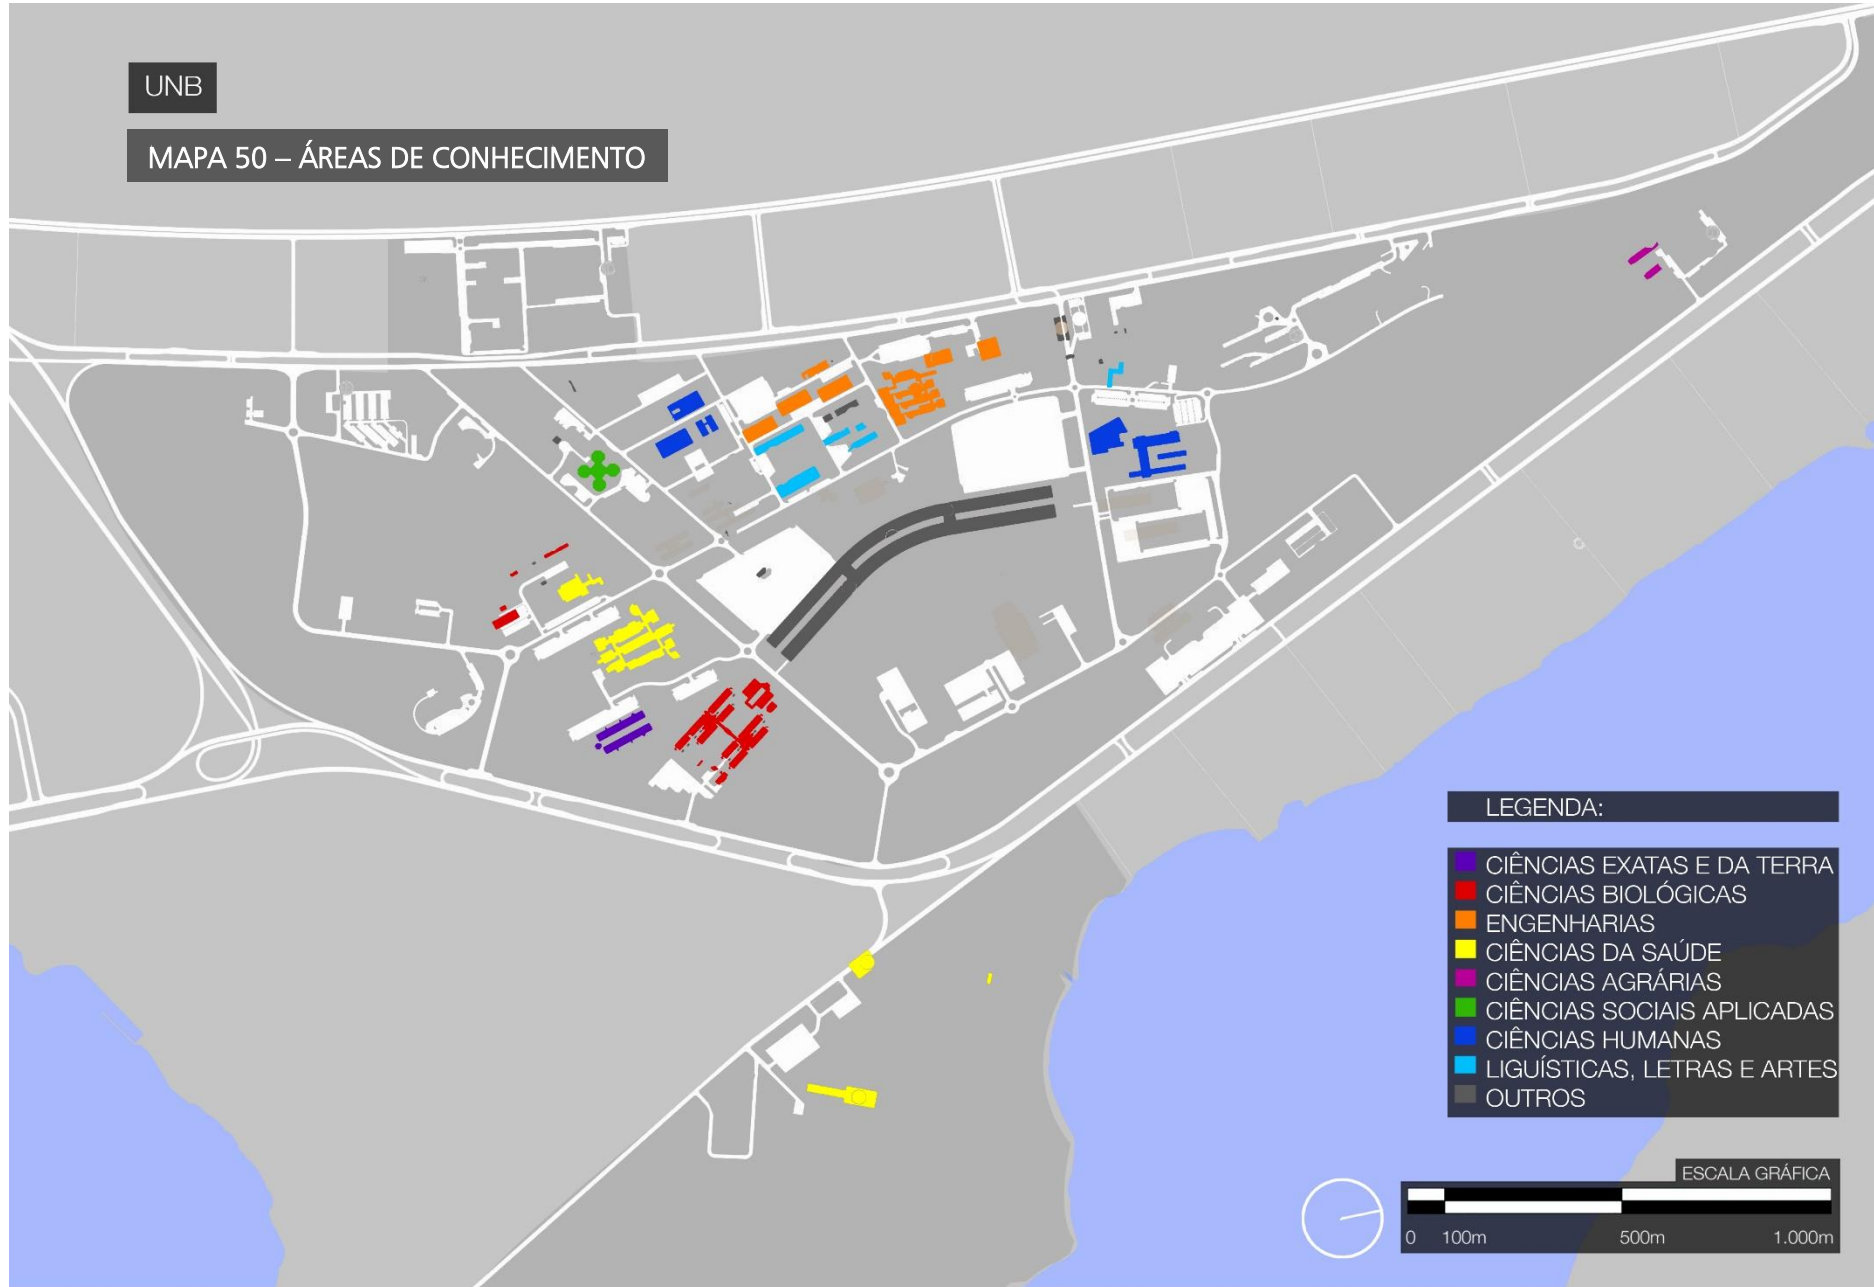 UNB
MAPA 50 – ÁREAS DE CONHECIMENTO
LEGENDA:
CIÊNCIAS EXATAS E DA TERRA
CIÊNCIAS BIOLÓGICAS
ENGENHARIAS
CIÊNCIAS DA SAÚDE
CIÊNCIAS AGRÁRIAS
CIÊNCIAS SOCIAIS APLICADAS
CIÊNCIAS HUMANAS
LIGUÍSTICAS, LETRAS E ARTES
OUTROS
ESCALA GRÁFICA
0 100m 500m 1.000m